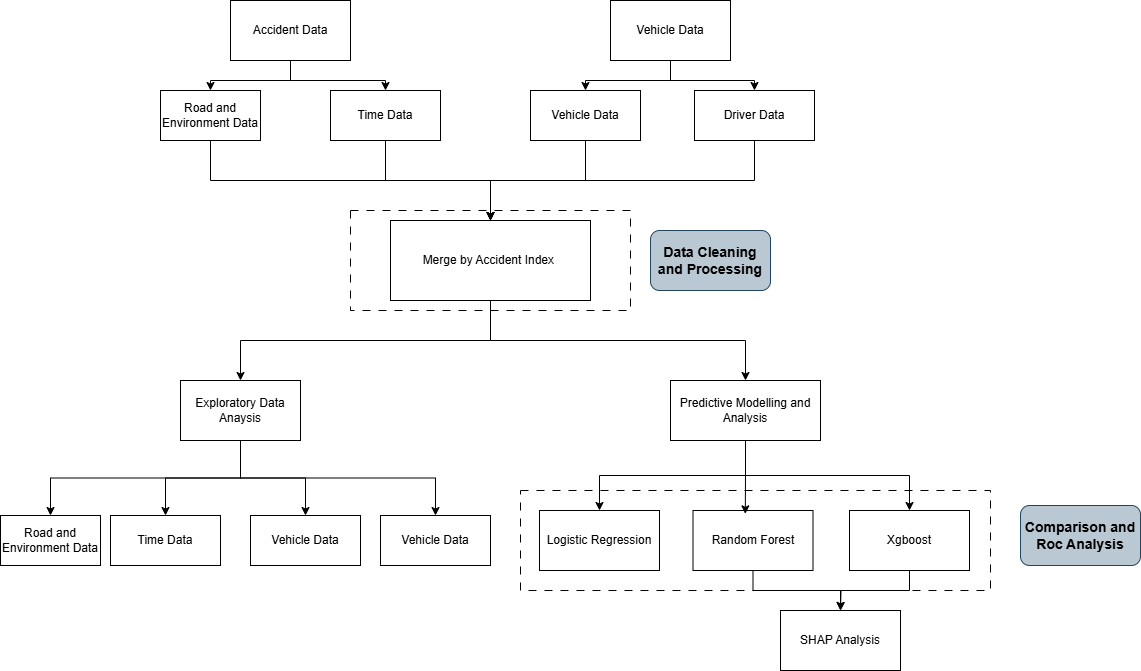 Accident Data
Vehicle Data
Road and
Environment Data
Time Data
Vehicle Data
Driver Data
Merge by Accident Index
Data Cleaning
and Processing
Exploratory Data
Anaysis
Predictive Modelling and
Analysis
Road and
Environment Data
Time Data
Vehicle Data
Vehicle Data
Logistic Regression
Random Forest
Xgboost
Comparison and
Roc Analysis
SHAP Analysis